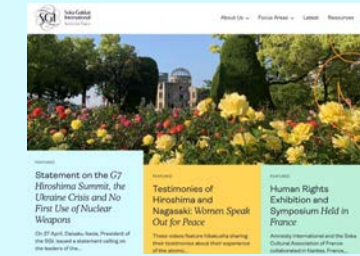 SGI
Soka Gakkai
International
About Us
Focus Areas
Latest
Resources
FEATURED
Statement on the G7
Hiroshima Summit, the
Ukraine Crisis and No
First Use of Nuclear
Weapons
On 27 April, Daisaku Ikeda, President of
the SGI, issued a statement calling on
the leaders of the...
FEATURED
Testimonies of
Hiroshima and
Nagasaki: Women Speak
Out for Peace
These videos feature hibakusha sharing
their testimonies about their experience
of the atomic...
FEATURED
Human Rights
Exhibition and
Symposium Held in
France
Amnesty International and the Soka
Cultural Association of France
collaborated in Nantes, France,...